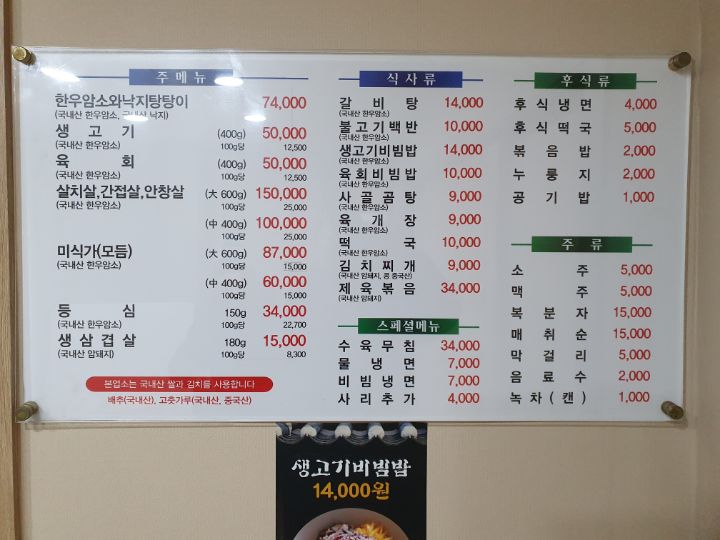 주 메 뉴
한우암소와낙지탕탕이 74,000
(국내산 한우암소, 국내산 낙지)
생 고 기 (400g) 50,000
(국내산 한우암소) 100g당 12,500
육 회 (400g) 50,000
(국내산 한우암소) 100g당 12,500
살치살,간접살,안창살 (大 600g) 150,000
(국내산 한우암소) 100g당 25,000
(中 400g) 100,000
100g당 25,000
미식가(모듬) (大 600g) 87,000
(국내산 한우암소) 100g당 15,000
(中 400g) 60,000
100g당 15,000
등 심 150g 34,000
(국내산 한우암소) 100g당 22,700
생 삼 겹 살 180g 15,000
(국내산 암돼지) 100g당 8,300
본업소는 국내산 쌀과 김치를 사용합니다
배추(국내산), 고춧가루(국내산, 중국산)
식 사 류
갈 비 탕 14,000
(국내산 한우암소)
불고기백반 10,000
(국내산 한우암소)
생고기비빔밥 14,000
(국내산 한우암소)
육회비빔밥 10,000
(국내산 한우암소)
사 골 곰 탕 9,000
(국내산 한우암소)
육 개 장 9,000
(국내산 한우암소)
떡 국 10,000
(국내산 한우암소)
김 치 찌 개 9,000
(국내산 암돼지, 콩 중국산)
제 육 볶 음 34,000
(국내산 암돼지)
스페셜메뉴
수 육 무 침 34,000
물 냉 면 7,000
비 빔 냉 면 7,000
사 리 추 가 4,000
후 식 류
후 식 냉 면 4,000
후 식 떡 국 5,000
볶 음 밥 2,000
누 룽 지 2,000
공 기 밥 1,000
주 류
소 주 5,000
맥 주 5,000
복 분 자 15,000
매 취 순 15,000
막 걸 리 5,000
음 료 수 2,000
녹 차 ( 캔 ) 1,000
생고기비빔밥
14,000원